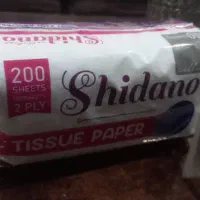 Shidano
200
SHEETS
2 PLY
Shidano
TISSUE PAPER